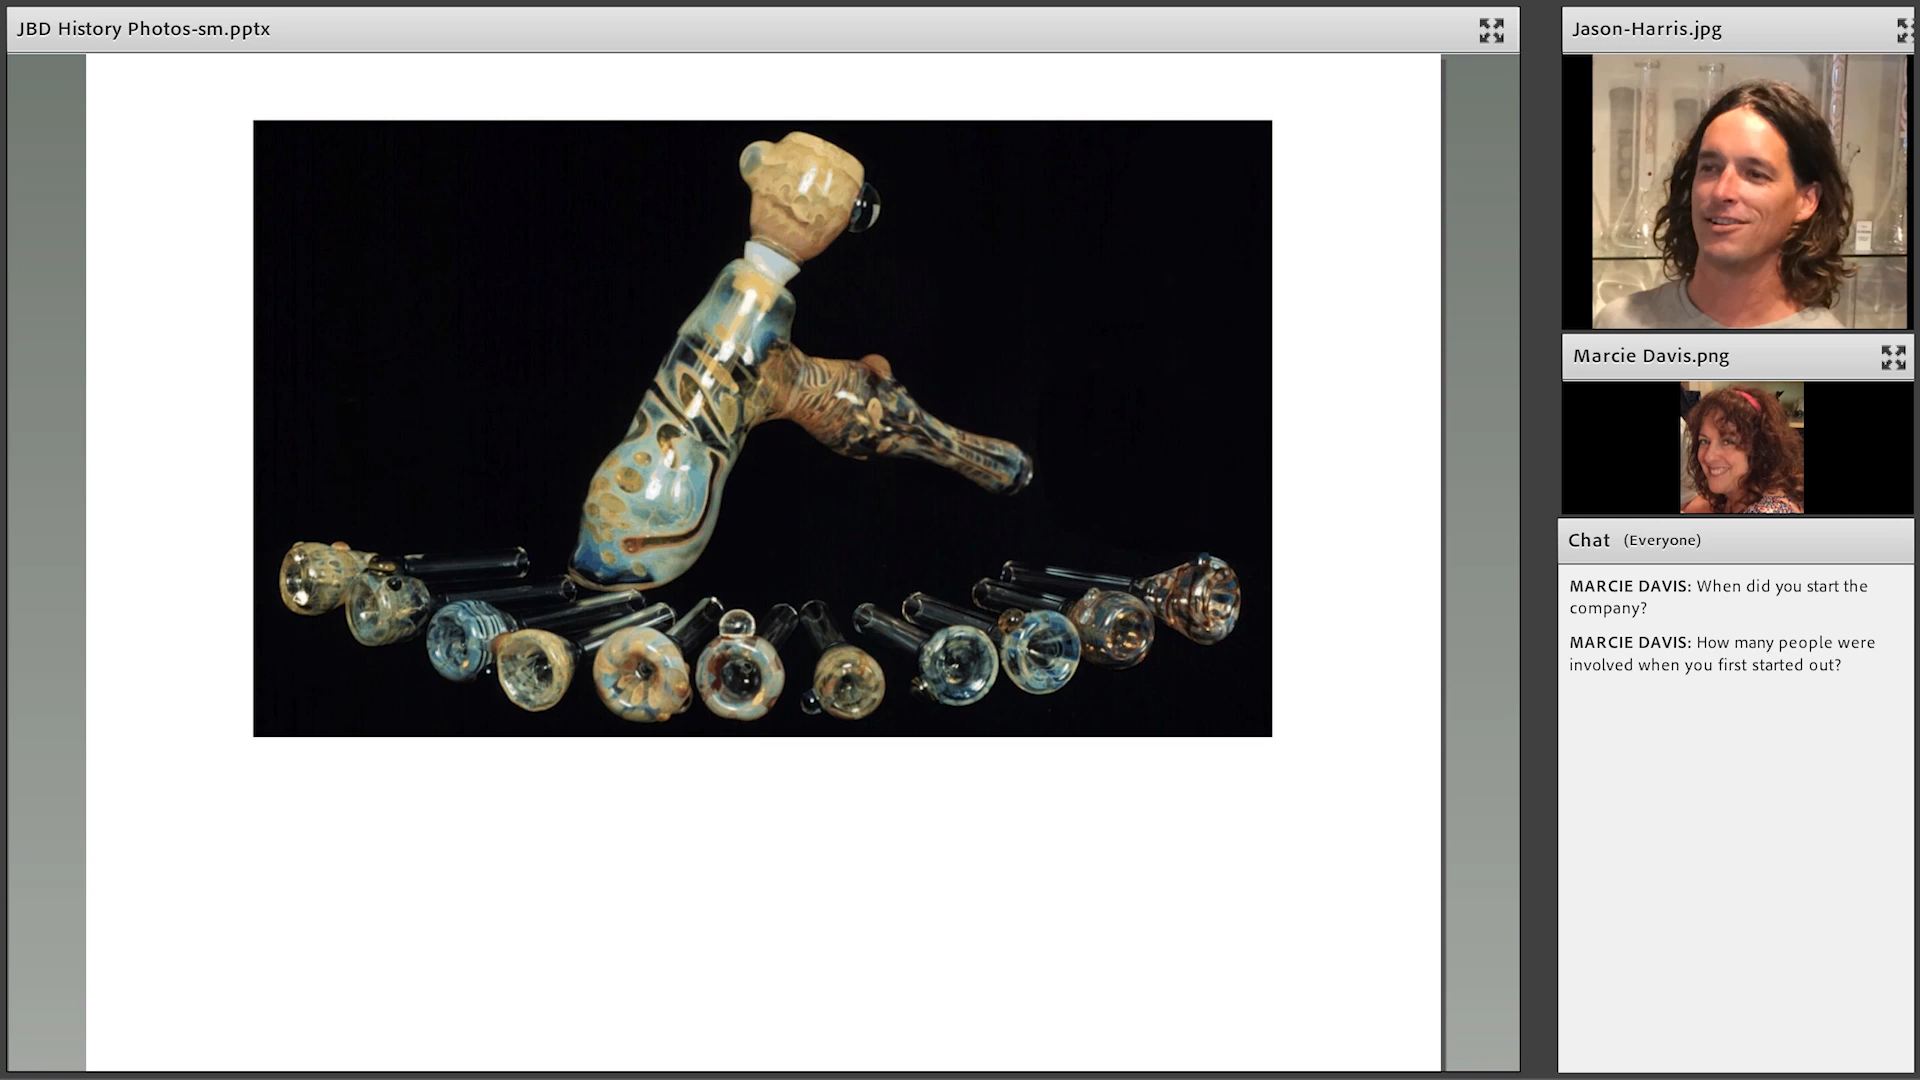 JBD History Photos-sm.pptx
Jason-Harris.jpg
Marcie Davis.png
Chat (Everyone)
MARCIE DAVIS: When did you start the
company?
MARCIE DAVIS: How many people were
involved when you first started out?